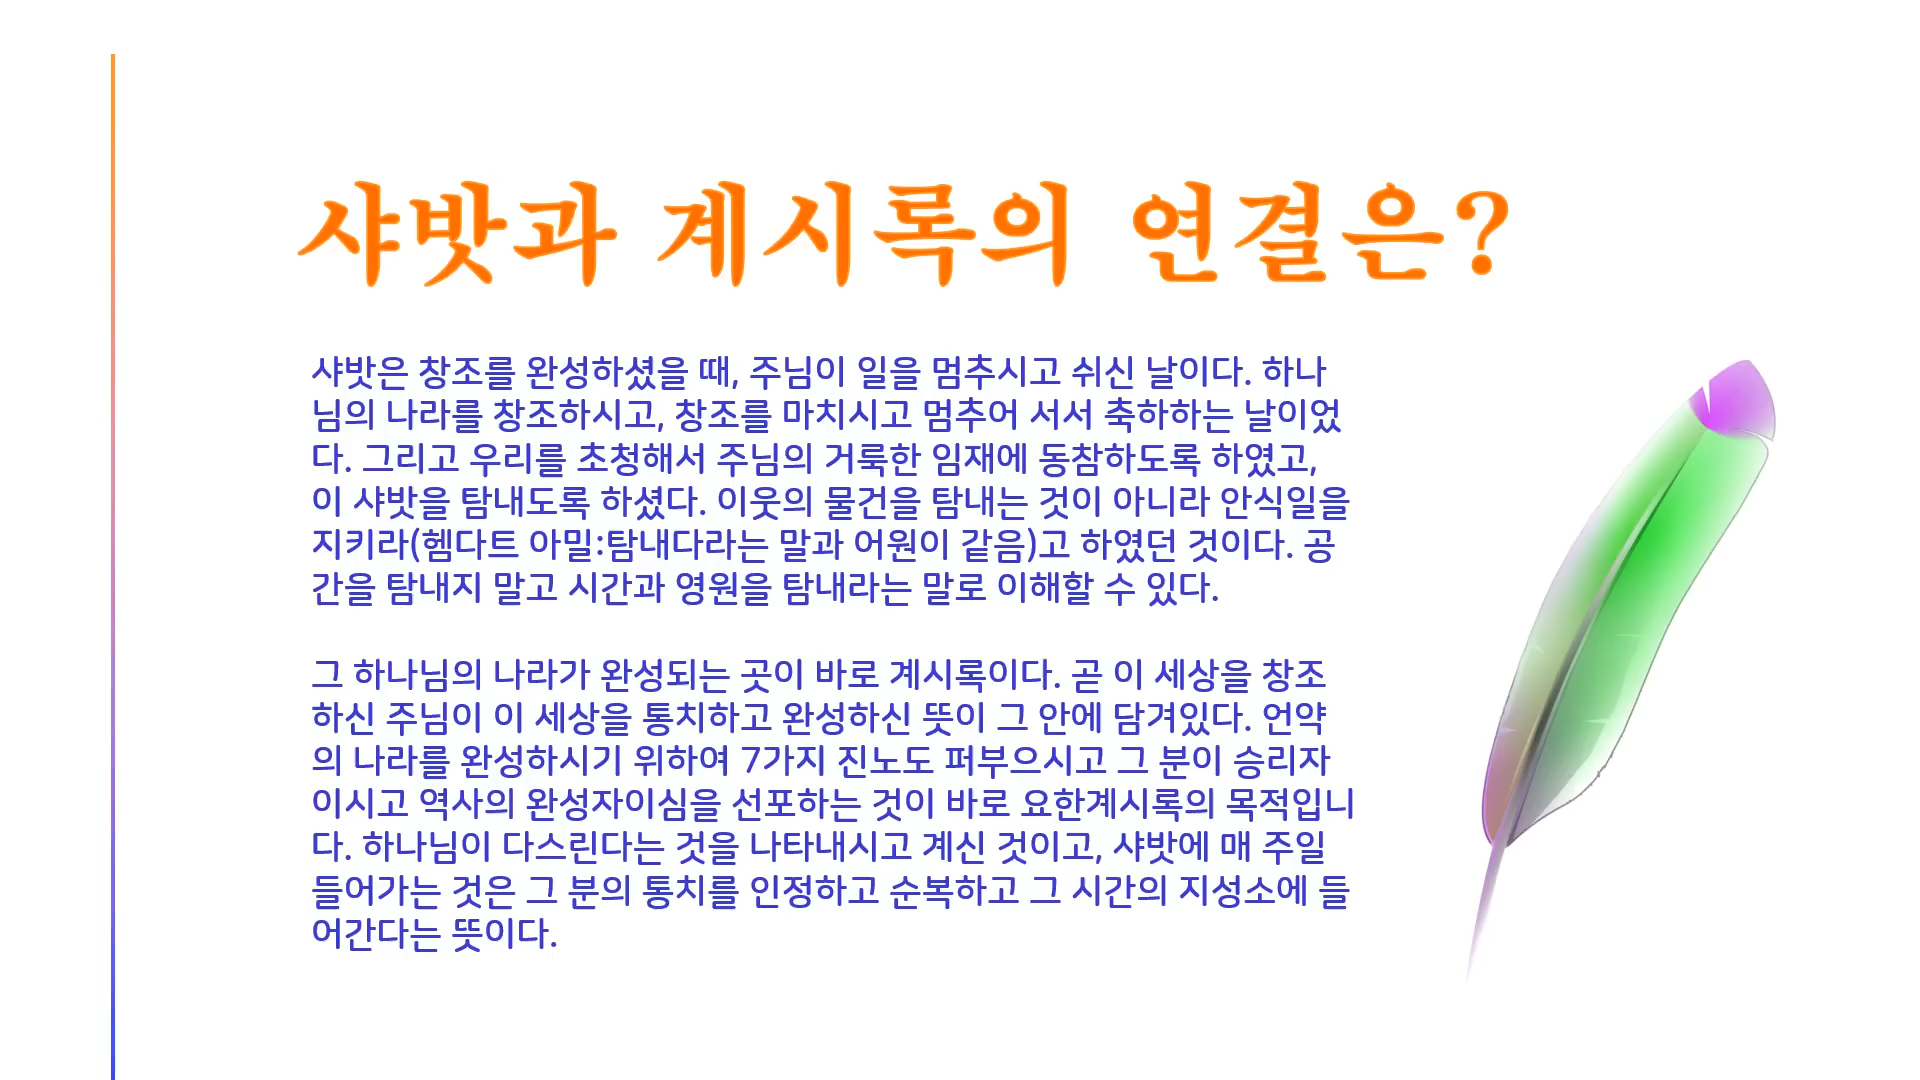 샤밧과 계시록의 연결은?
샤밧은 창조를 완성하셨을 때, 주님이 일을 멈추시고 쉬신 날이다. 하나
님의 나라를 창조하시고, 창조를 마치시고 멈추어 서서 축하하는 날이었
다. 그리고 우리를 초청해서 주님의 거룩한 임재에 동참하도록 하였고,
이 샤밧을 탐내도록 하셨다. 이웃의 물건을 탐내는 것이 아니라 안식일을
지키라(헴다트 아밀:탐내다라는 말과 어원이 같음)고 하였던 것이다. 공
간을 탐내지 말고 시간과 영원을 탐내라는 말로 이해할 수 있다.
그 하나님의 나라가 완성되는 곳이 바로 계시록이다. 곧 이 세상을 창조
하신 주님이 이 세상을 통치하고 완성하신 뜻이 그 안에 담겨있다. 언약
의 나라를 완성하시기 위하여 7가지 진노도 퍼부으시고 그 분이 승리자
이시고 역사의 완성자이심을 선포하는 것이 바로 요한계시록의 목적입니
다. 하나님이 다스린다는 것을 나타내시고 계신 것이고, 샤밧에 매 주일
들어가는 것은 그 분의 통치를 인정하고 순복하고 그 시간의 지성소에 들
어간다는 뜻이다.